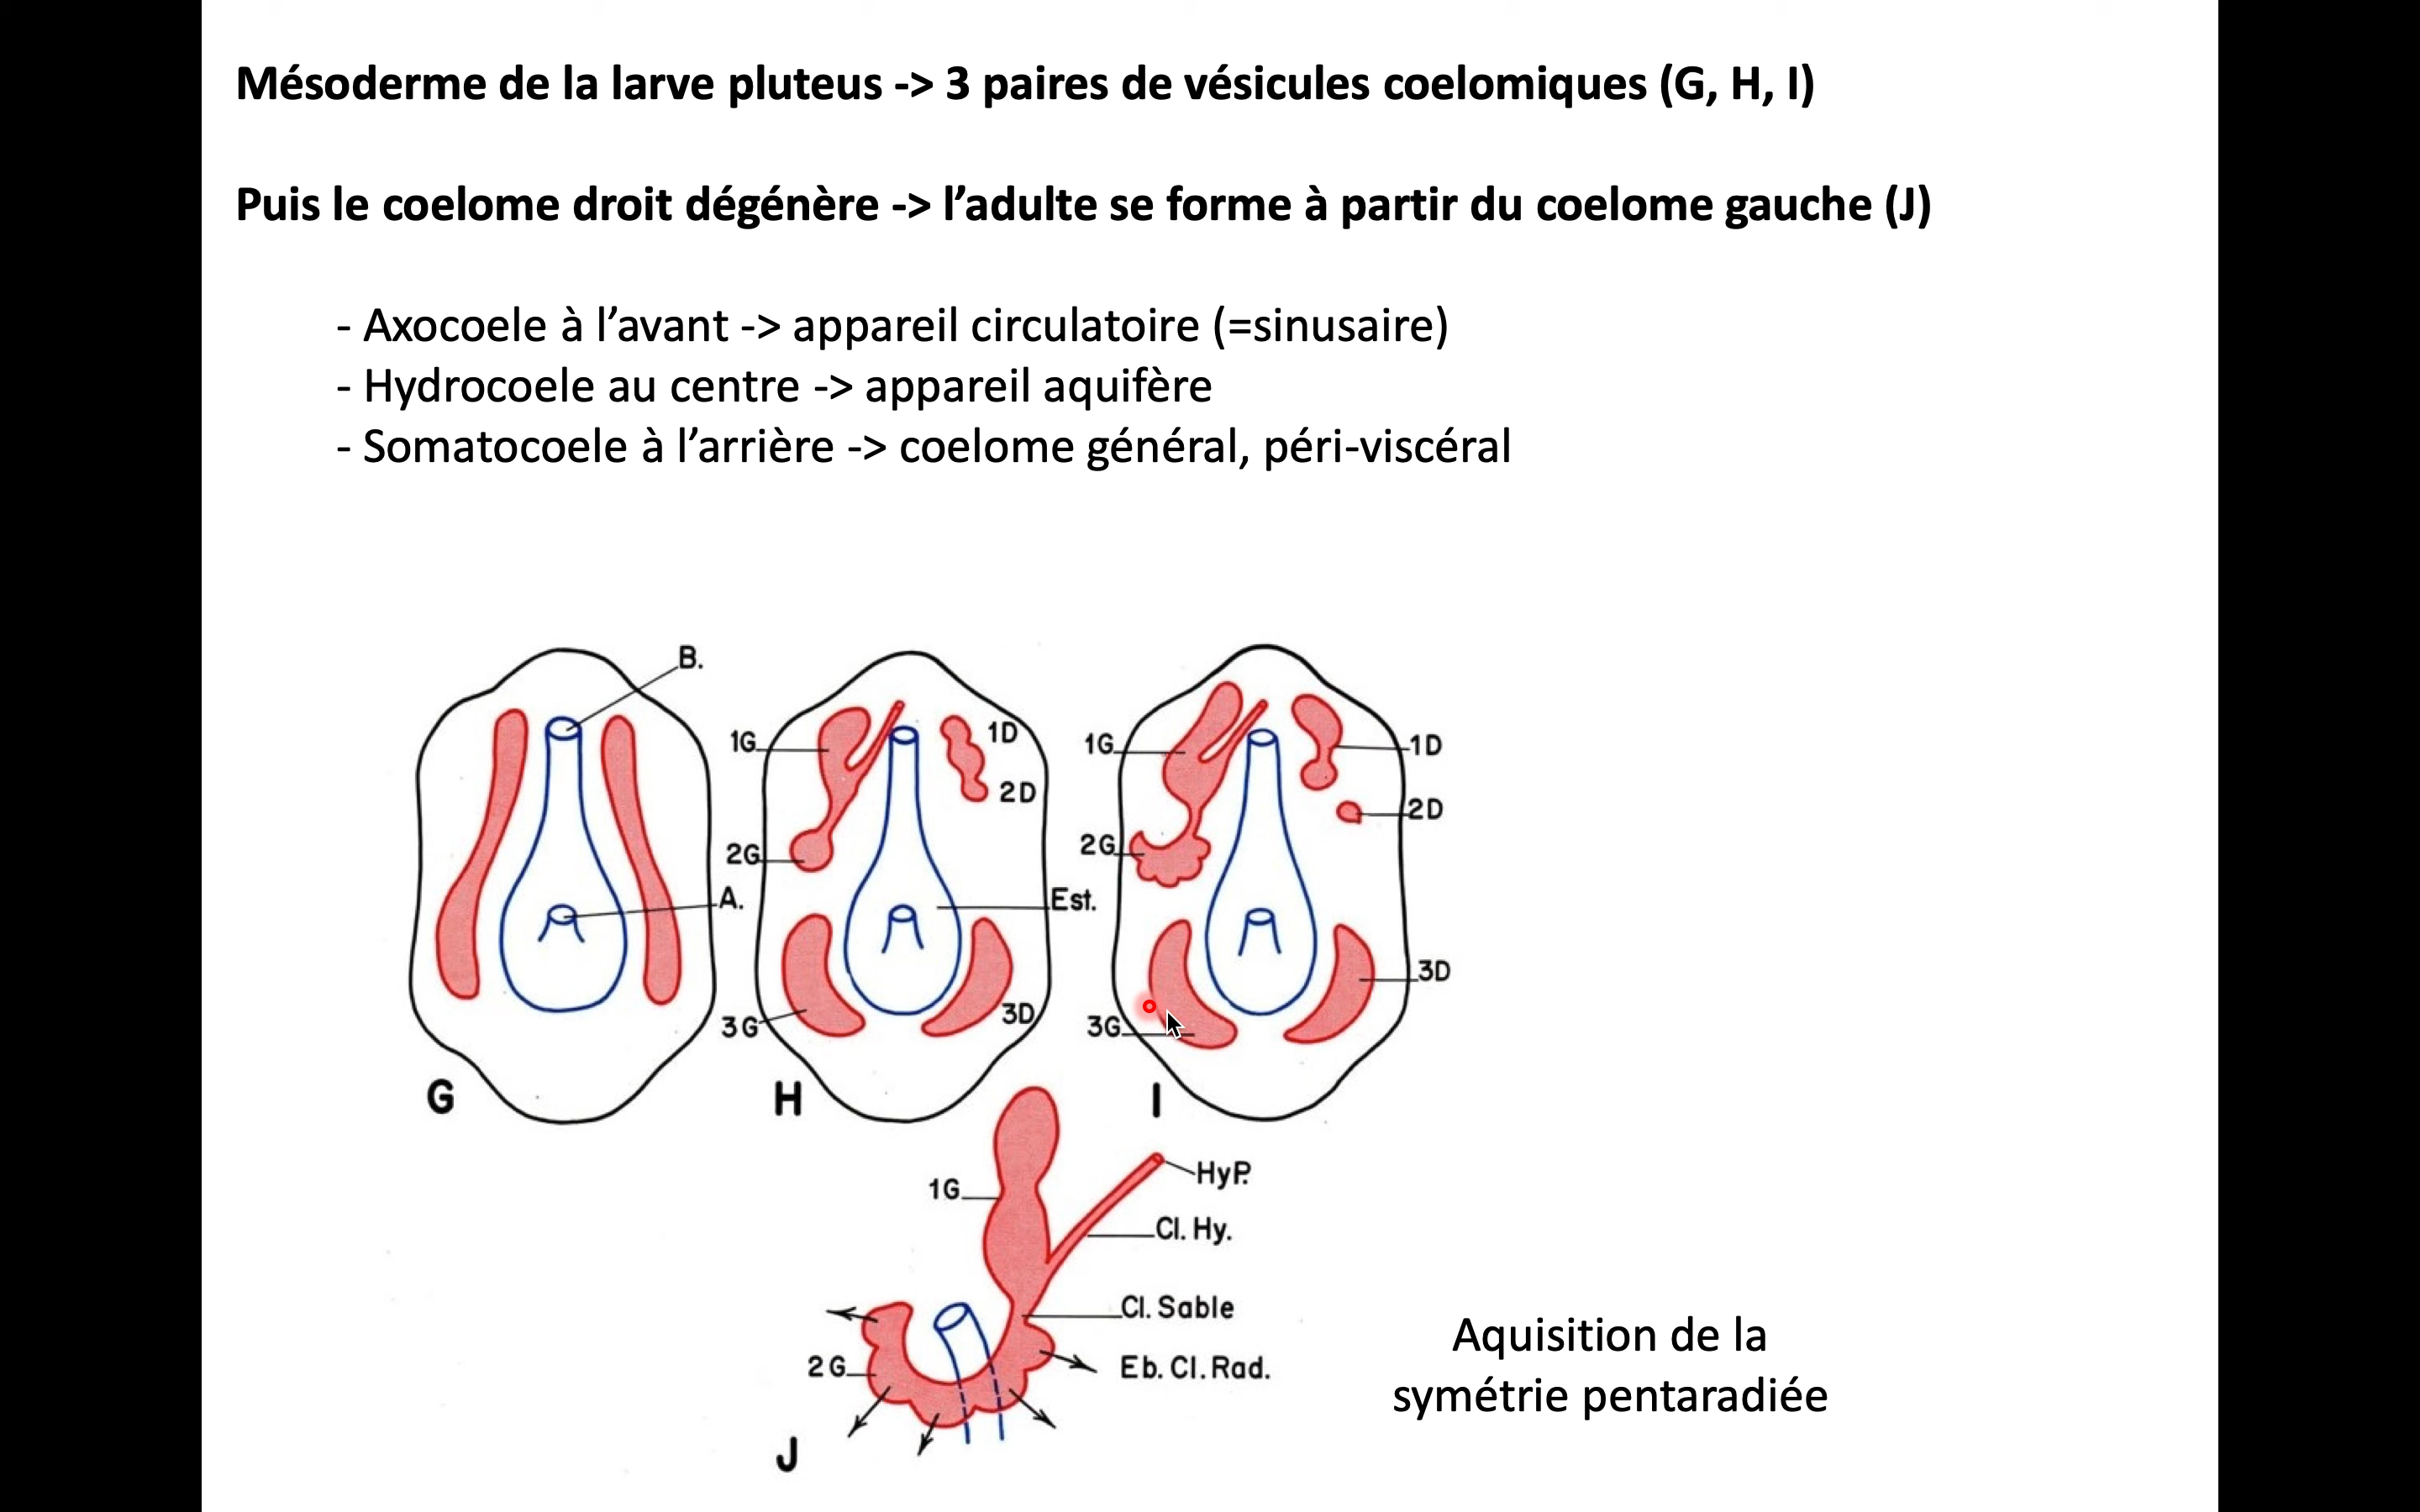 Mésoderme de la larve pluteus -> 3 paires de vésicules coelomiques (G, H, I)
Puis le coelome droit dégénère -> l’adulte se forme à partir du coelome gauche (J)
- Axocoele à l’avant -> appareil circulatoire (=sinusaire)
- Hydrocoele au centre -> appareil aquifère
- Somatocoele à l’arrière -> coelome général, péri-viscéral
B.
A.
G
1G
1D
2D
2G
Est.
3G
3D
H
1G
1D
2D
2G
3D
3G
I
1G
HyP.
Cl. Hy.
Cl. Sable
2G
Eb. Cl. Rad.
J
Aquisition de la
symétrie pentaradiée